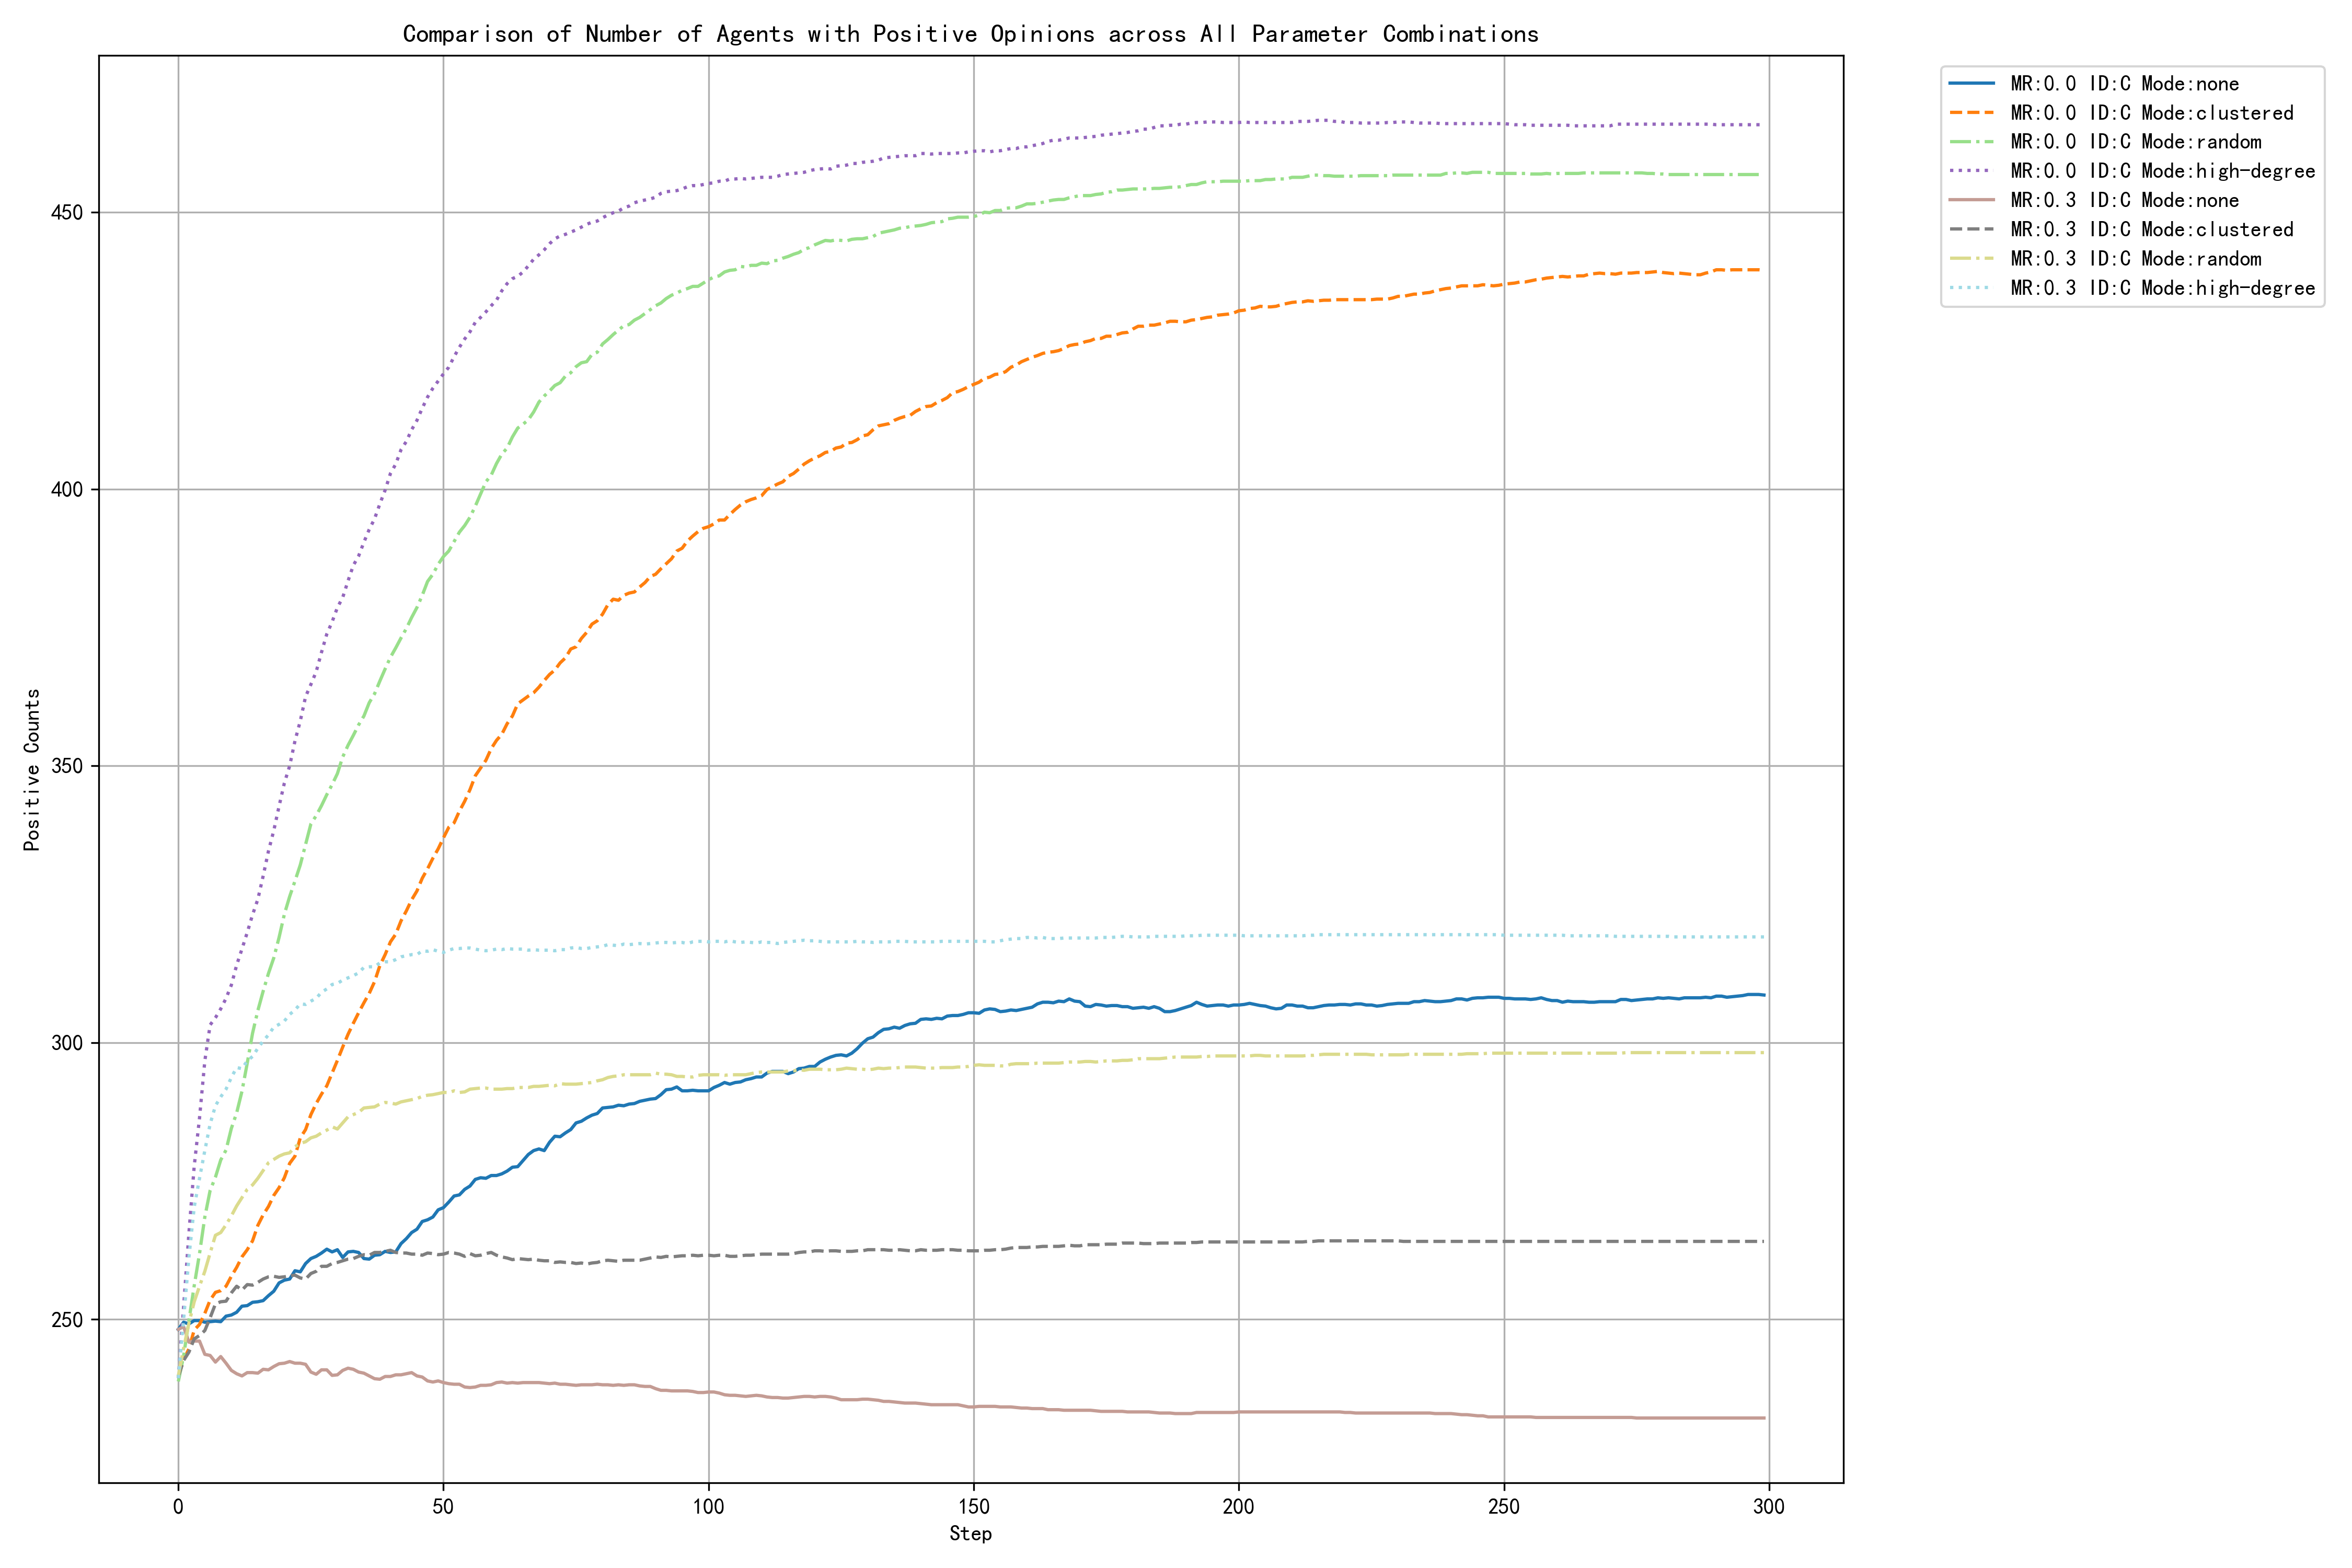 Comparison of Number of Agents with Positive Opinions across All Parameter Combinations
MR:0.0 ID:C Mode:none
MR:0.0 ID:C Mode:clustered
MR:0.0 ID:C Mode:random
MR:0.0 ID:C Mode:high-degree
MR:0.3 ID:C Mode:none
MR:0.3 ID:C Mode:clustered
MR:0.3 ID:C Mode:random
MR:0.3 ID:C Mode:high-degree
Positive Counts
450
400
350
300
250
0 50 100 150 200 250 300
Step